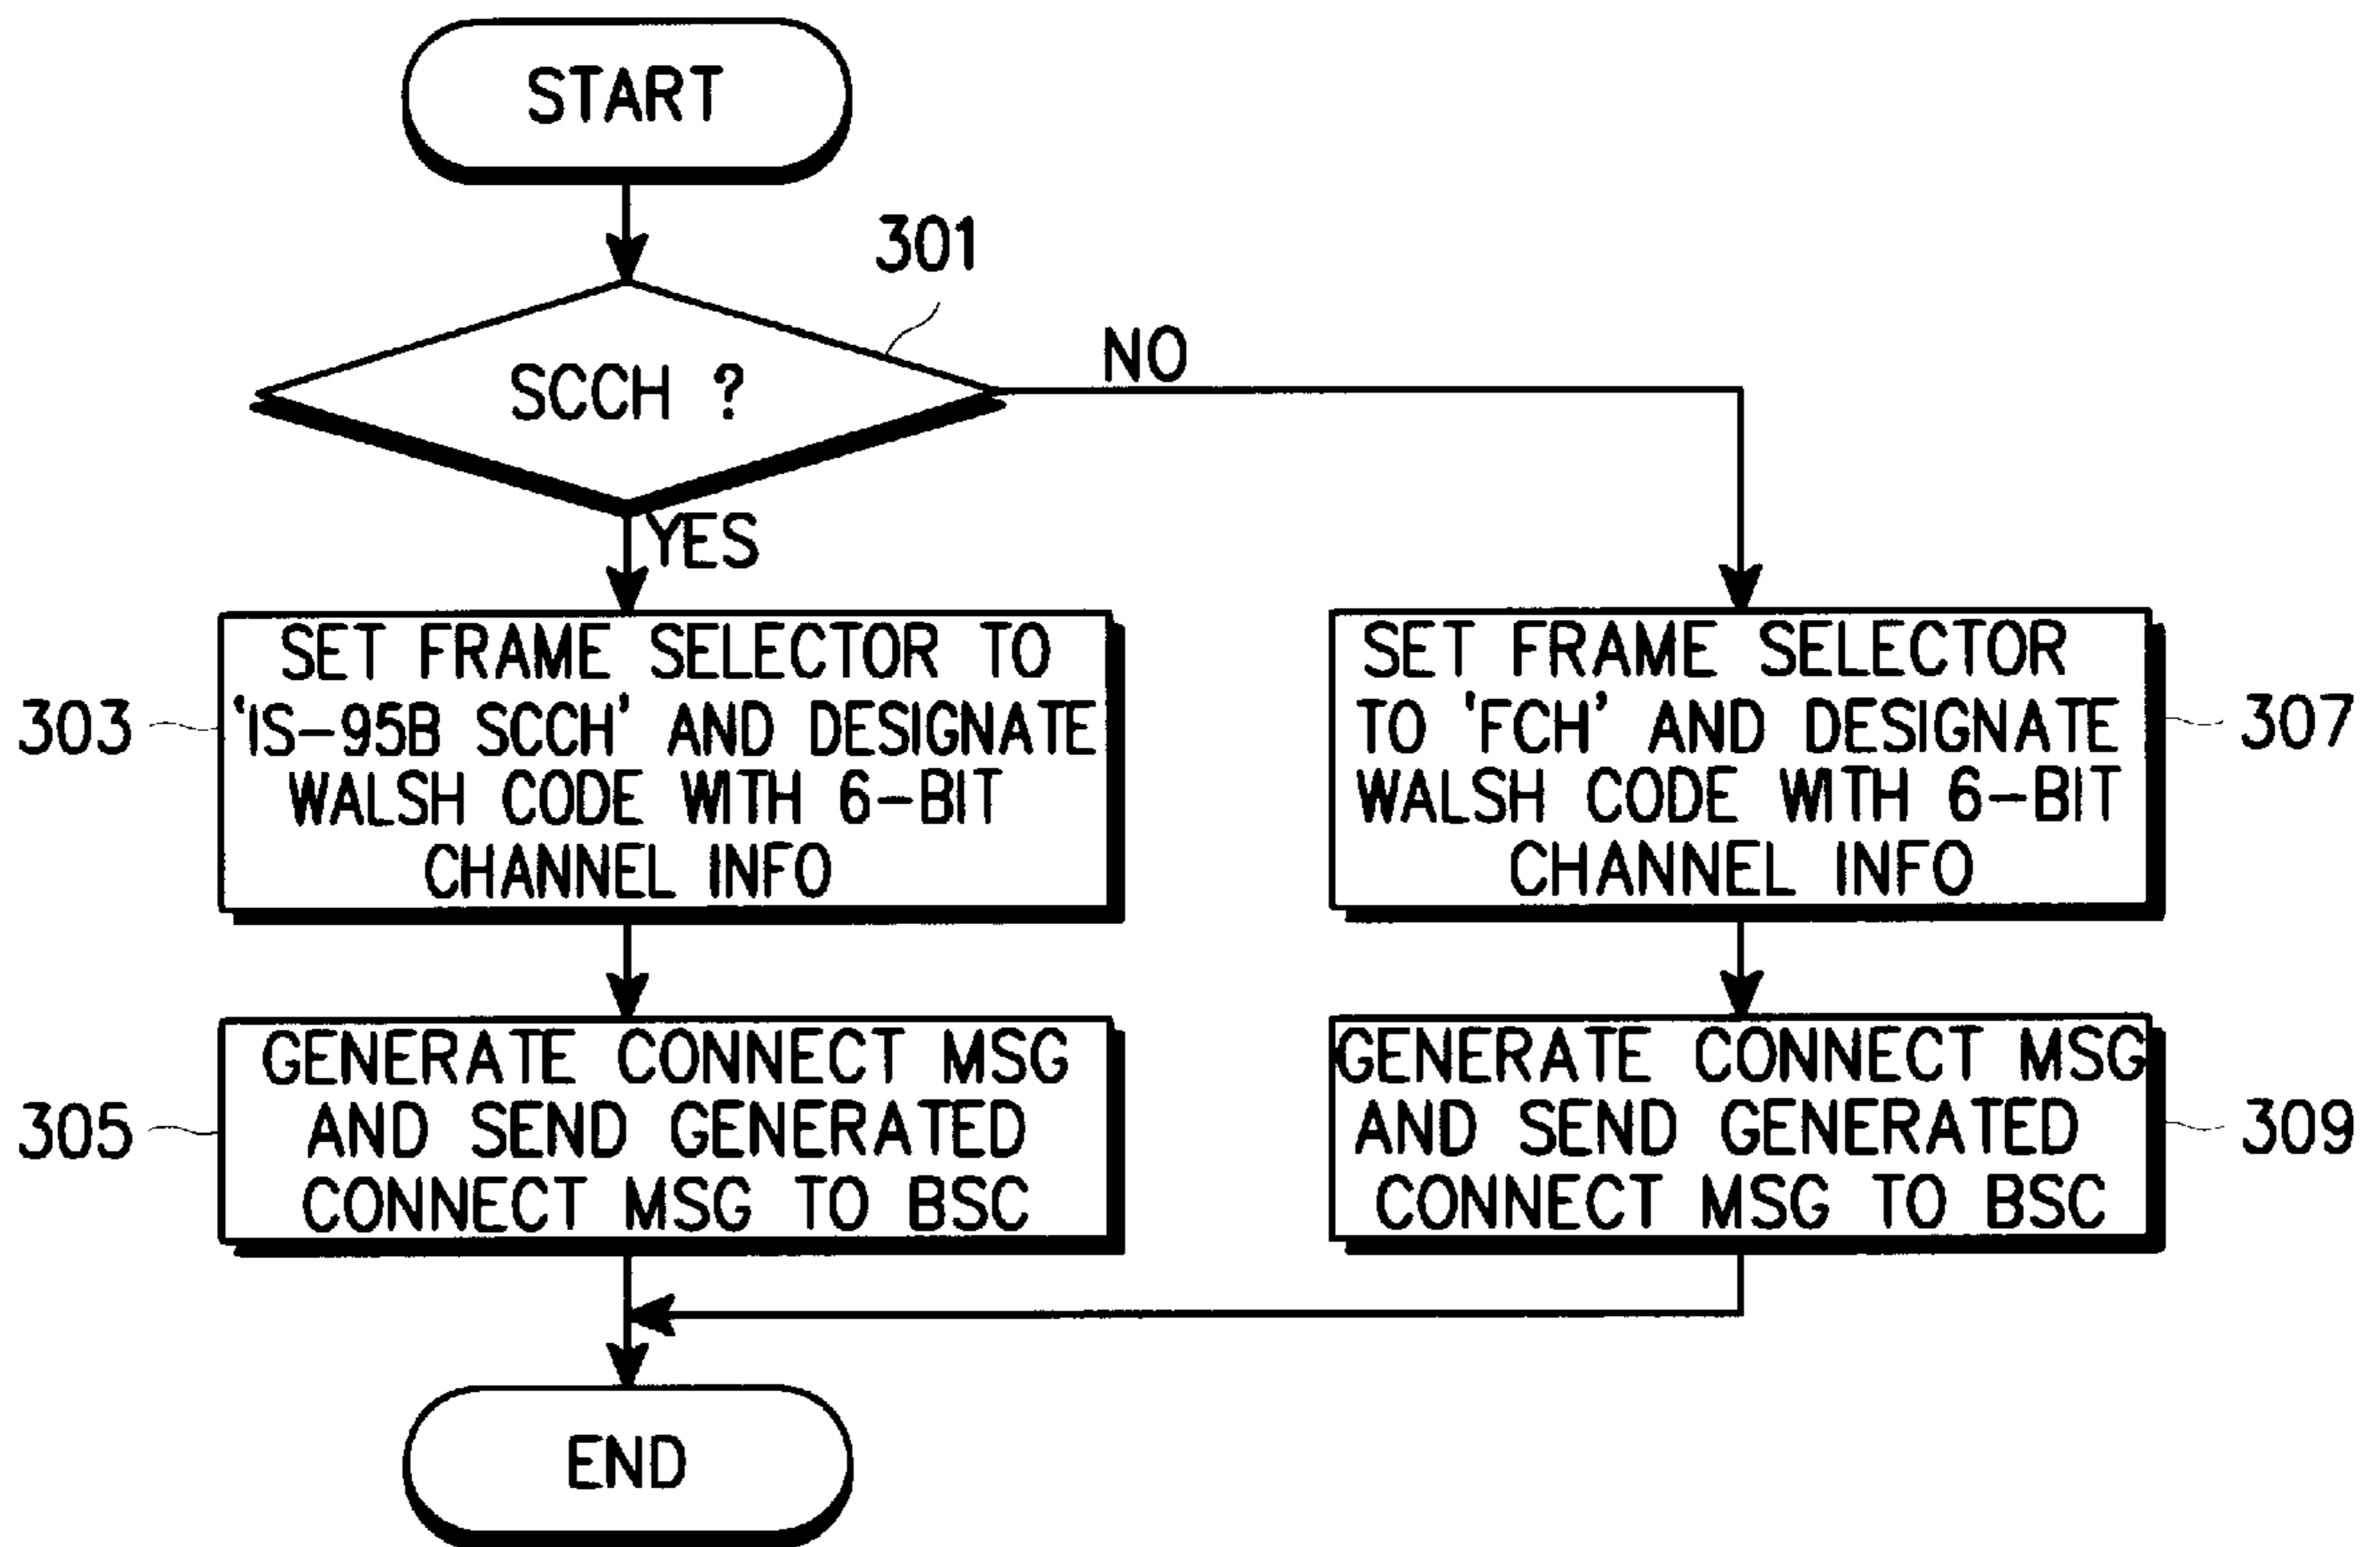 START
301
SCCH ?
NO
YES
303
SET FRAME SELECTOR TO
'IS-95B SCCH' AND DESIGNATE
WALSH CODE WITH 6-BIT
CHANNEL INFO
SET FRAME SELECTOR
TO 'FCH' AND DESIGNATE
WALSH CODE WITH 6-BIT
CHANNEL INFO
307
305
GENERATE CONNECT MSG
AND SEND GENERATED
CONNECT MSG TO BSC
GENERATE CONNECT MSG
AND SEND GENERATED
CONNECT MSG TO BSC
309
END